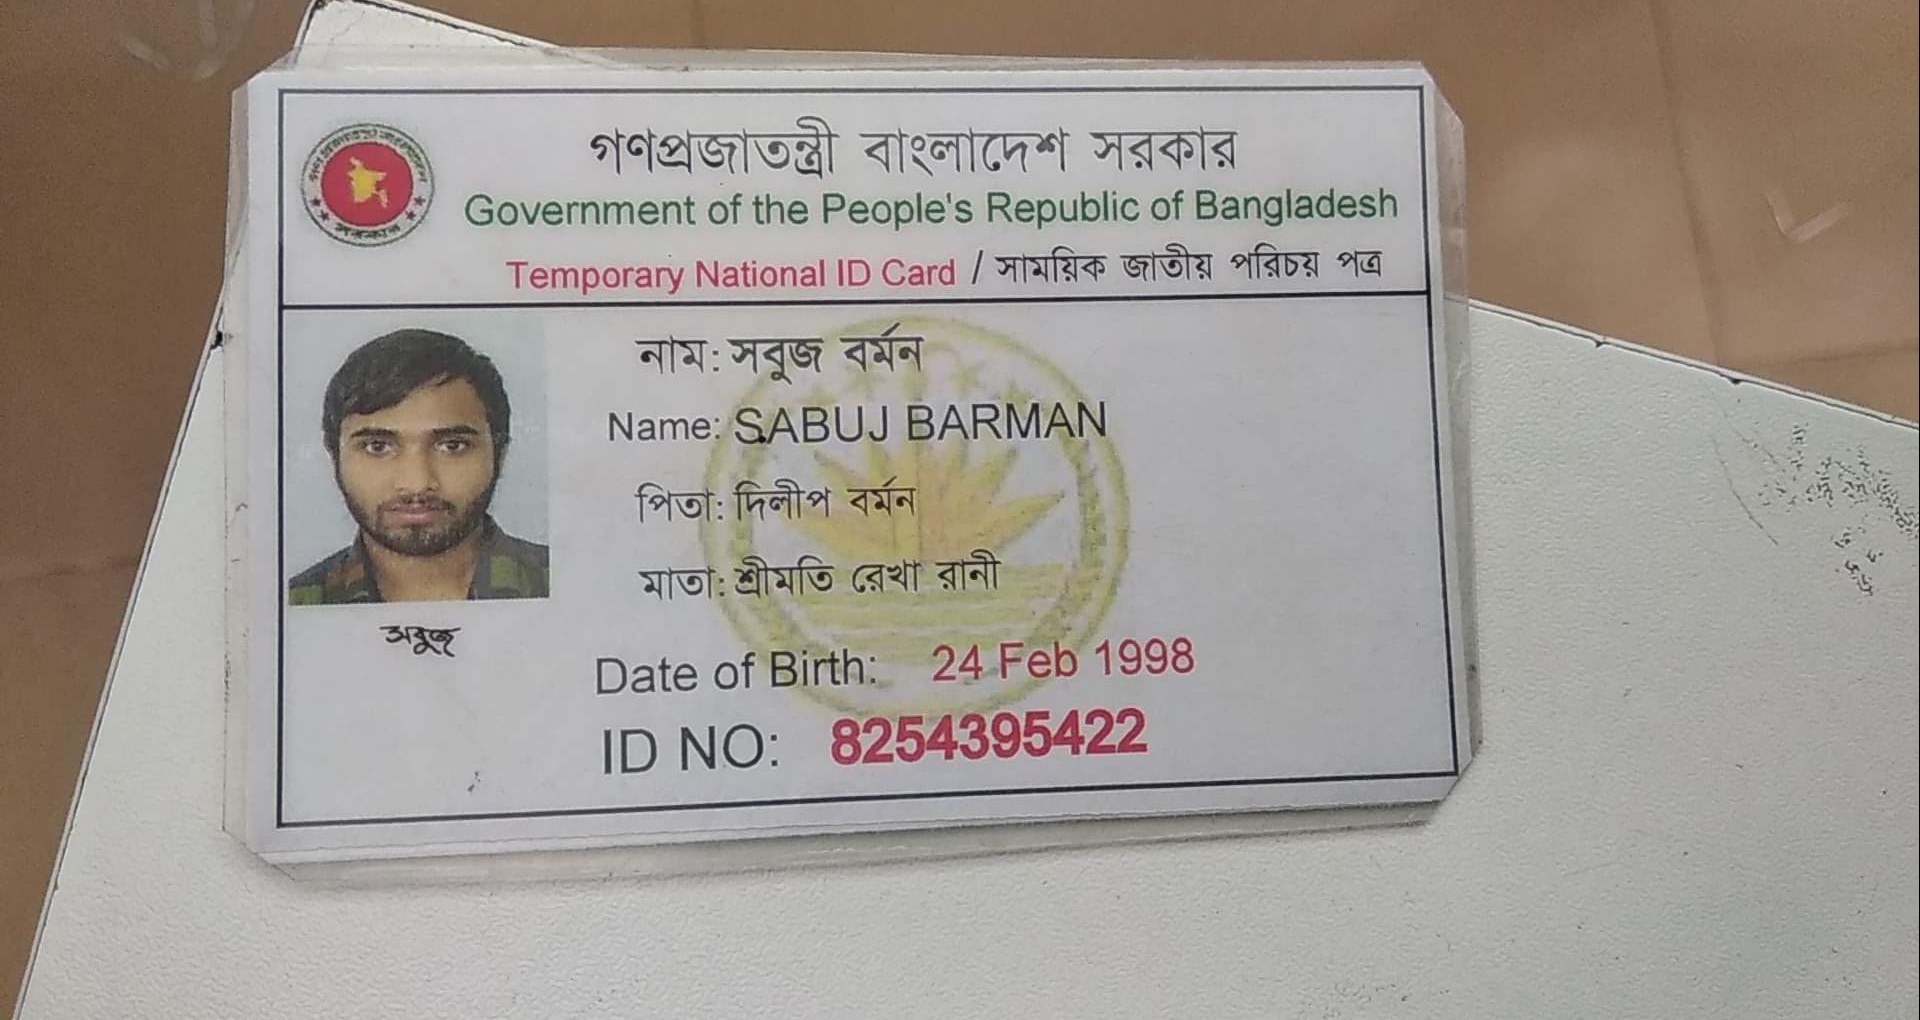 গণপ্রজাতন্ত্রী বাংলাদেশ সরকার
Government of the People's Republic of Bangladesh
Temporary National ID Card / সাময়িক জাতীয় পরিচয় পত্র
নাম: সবুজ বর্মন
Name: SABUJ BARMAN
পিতা: দিলীপ বর্মন
মাতা: শ্রীমতি রেখা রানী
সবুজ
Date of Birth: 24 Feb 1998
ID NO: 8254395422